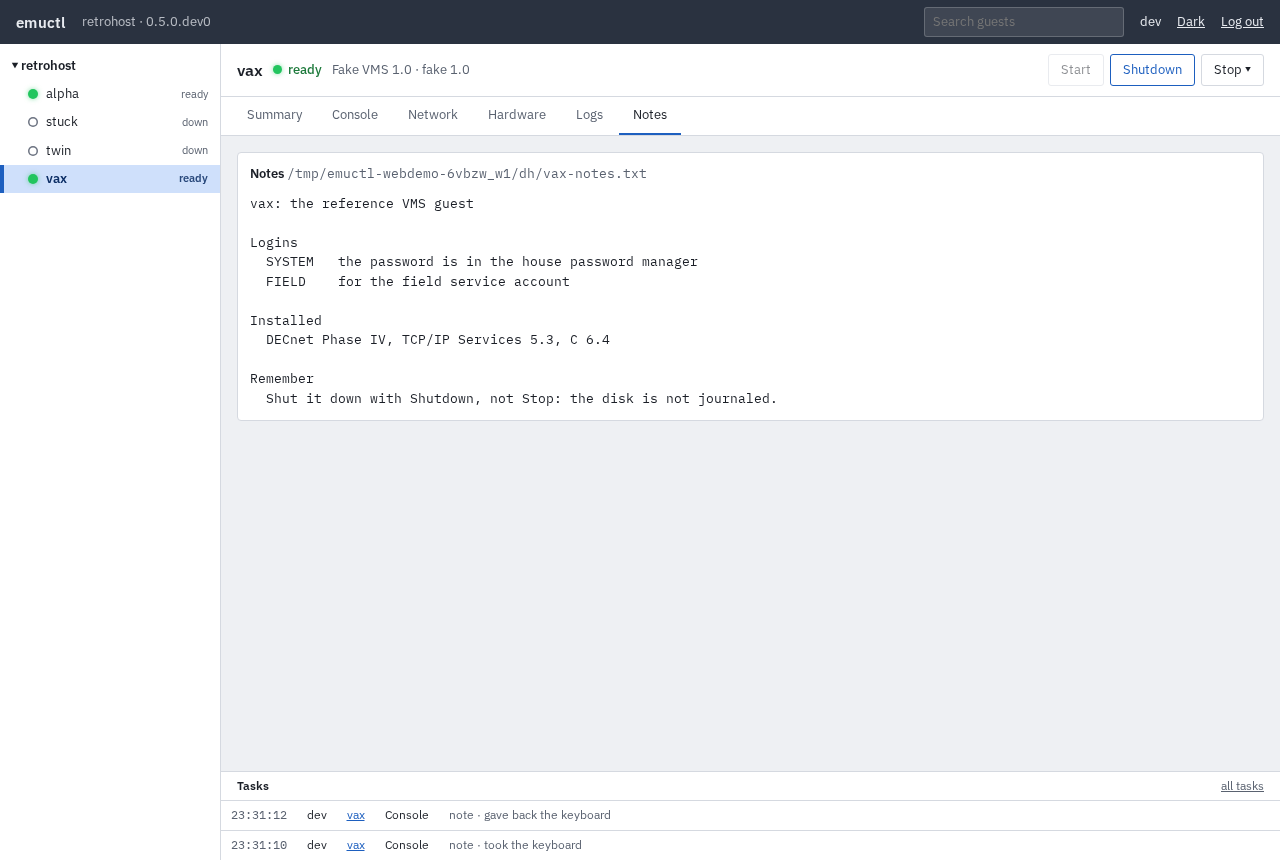 emuctl retrohost · 0.5.0.dev0 Search guests dev Dark Log out
▾ retrohost
alpha ready
stuck down
twin down
vax ready
vax ready Fake VMS 1.0 · fake 1.0 Start Shutdown Stop ▾
Summary Console Network Hardware Logs Notes
Notes /tmp/emuctl-webdemo-6vbzw_w1/dh/vax-notes.txt
vax: the reference VMS guest
Logins
SYSTEM the password is in the house password manager
FIELD for the field service account
Installed
DECnet Phase IV, TCP/IP Services 5.3, C 6.4
Remember
Shut it down with Shutdown, not Stop: the disk is not journaled.
Tasks all tasks
23:31:12 dev vax Console note · gave back the keyboard
23:31:10 dev vax Console note · took the keyboard